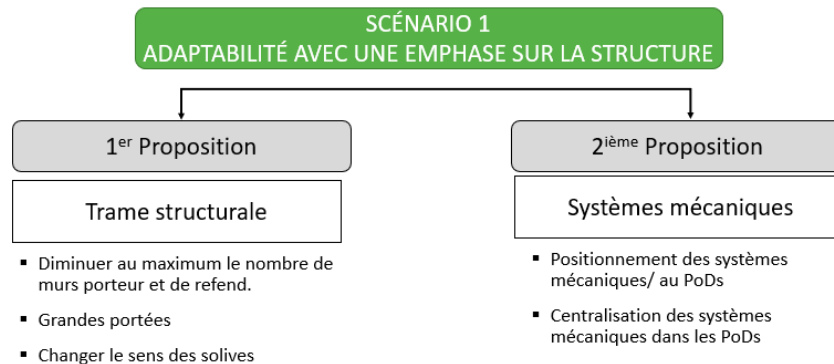 SCÉNARIO 1
ADAPTABILITÉ AVEC UNE EMPHASE SUR LA STRUCTURE
1er Proposition
Trame structurale
▪ Diminuer au maximum le nombre de
murs porteur et de refend.
▪ Grandes portées
▪ Changer le sens des solives
2ième Proposition
Systèmes mécaniques
▪ Positionnement des systèmes
mécaniques/ au PoDs
▪ Centralisation des systèmes
mécaniques dans les PoDs